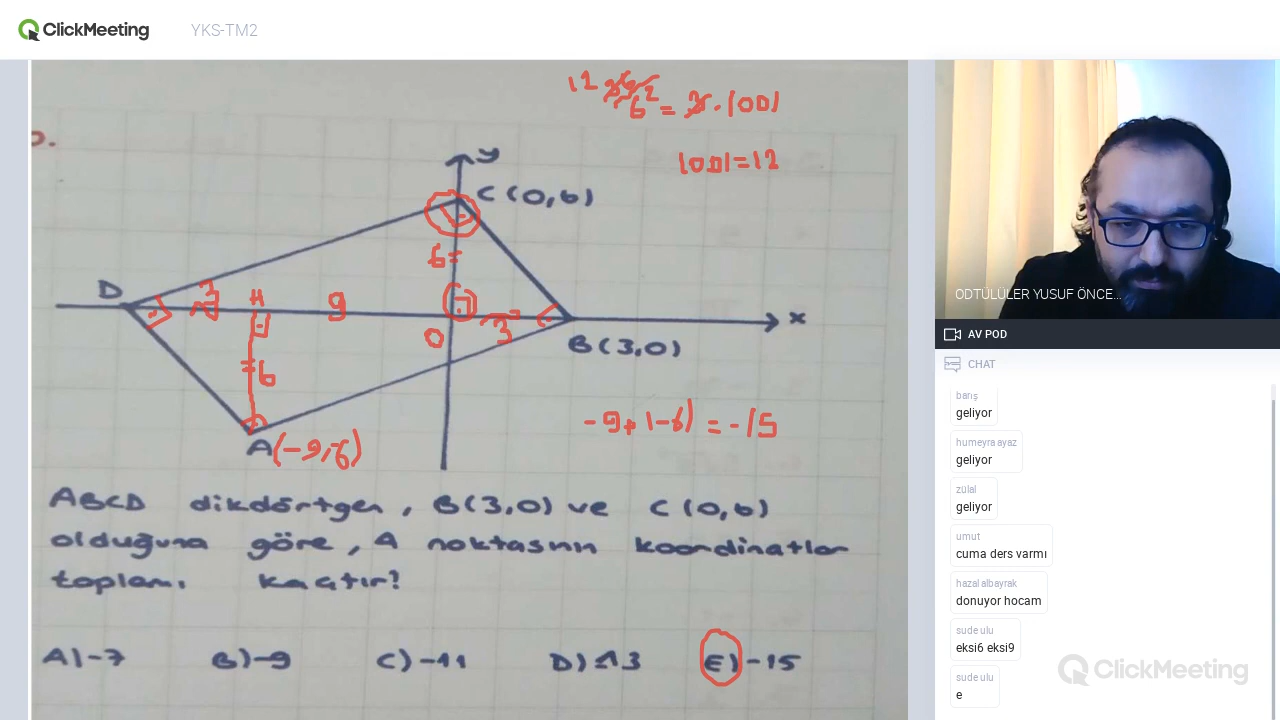 ClickMeeting
YKS-TM2
12 36
6² = 3.|OD|
|OD|=12
y
C(0,6)
6=
D
3
H
9
O
3
x
B(3,0)
=6
A(-9,-6)
-9+(-6)=-15
ABCD dikdörtgen, B(3,0) ve C(0,6)
olduğuna göre, A noktasının koordinatlar
toplamı kaçtır?
A)-7 B)-9 C)-11 D)-13 E)-15
ODTÜLÜLER YUSUF ÖNCE...
AV POD
CHAT
barış
geliyor
humeyra ayaz
geliyor
zülal
geliyor
umut
cuma ders varmı
hazal albayrak
donuyor hocam
sude ulu
eksi6 eksi9
sude ulu
e
ClickMeeting